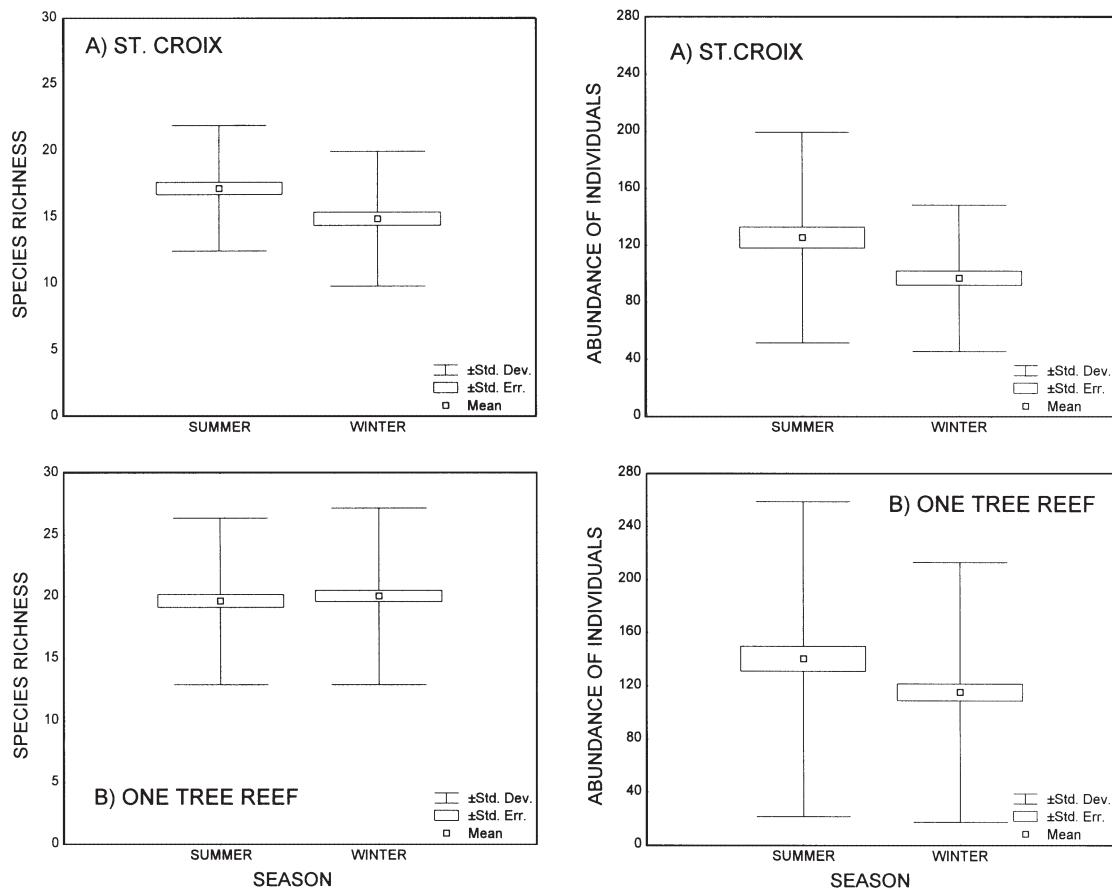 A) ST. CROIX
SPECIES RICHNESS
30
25
20
15
10
5
0
±Std. Dev.
±Std. Err.
Mean
SUMMER
WINTER
A) ST.CROIX
ABUNDANCE OF INDIVIDUALS
280
240
200
160
120
80
40
0
±Std. Dev.
±Std. Err.
Mean
SUMMER
WINTER
SPECIES RICHNESS
30
25
20
15
10
5
0
B) ONE TREE REEF
±Std. Dev.
±Std. Err.
Mean
SUMMER
WINTER
SEASON
B) ONE TREE REEF
ABUNDANCE OF INDIVIDUALS
280
240
200
160
120
80
40
0
±Std. Dev.
±Std. Err.
Mean
SUMMER
WINTER
SEASON